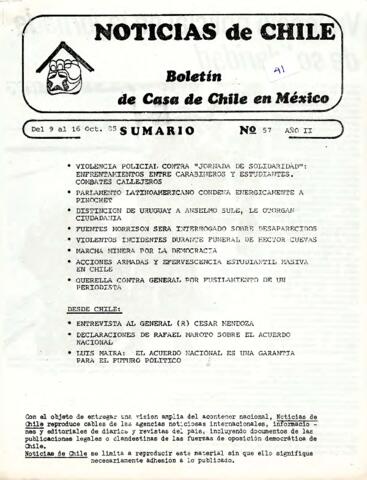 NOTICIAS de CHILE
Boletín
41
de Casa de Chile en México
Del 9 al 16 Oct. 85 SUMARIO Nº 57 AÑO II
* VIOLENCIA POLICIAL CONTRA "JORNADA DE SOLIDARIDAD":
ENFRENTAMIENTOS ENTRE CARABINEROS Y ESTUDIANTES.
COMBATES CALLEJEROS
* PARLAMENTO LATINOAMERICANO CONDENA ENERGICAMENTE A
PINOCHET
* DISTINCION DE URUGUAY A ANSELMO SULE, LE OTORGAN
CIUDADANIA
* FUENTES MORRISON SERA INTERROGADO SOBRE DESAPARECIDOS
* VIOLENTOS INCIDENTES DURANTE FUNERAL DE HECTOR CUEVAS
* MARCHA MINERA POR LA DEMOCRACIA
* ACCIONES ARMADAS Y EFERVESCENCIA ESTUDIANTIL MASIVA
EN CHILE
* QUERELLA CONTRA GENERAL POR FUSILAMIENTO DE UN
PERIODISTA
DESDE CHILE:
* ENTREVISTA AL GENERAL (R) CESAR MENDOZA
* DECLARACIONES DE RAFAEL MAROTO SOBRE EL ACUERDO
NACIONAL
* LUIS MAIRA: EL ACUERDO NACIONAL ES UNA GARANTIA
PARA EL FUTURO POLITICO
Con el objeto de entregar una visión amplia del acontener nacional, Noticias de
Chile reproduce cables de las agencias noticiosas internacionales, informacio -
nes y editoriales de diarios y revistas del país, incluyendo documentos de las
publicaciones legales o clandestinas de las fuerzas de oposición democrática de
Chile.
Noticias de Chile se limita a reproducir este material sin que ello signifique
necesariamente adhesión a lo publicado.